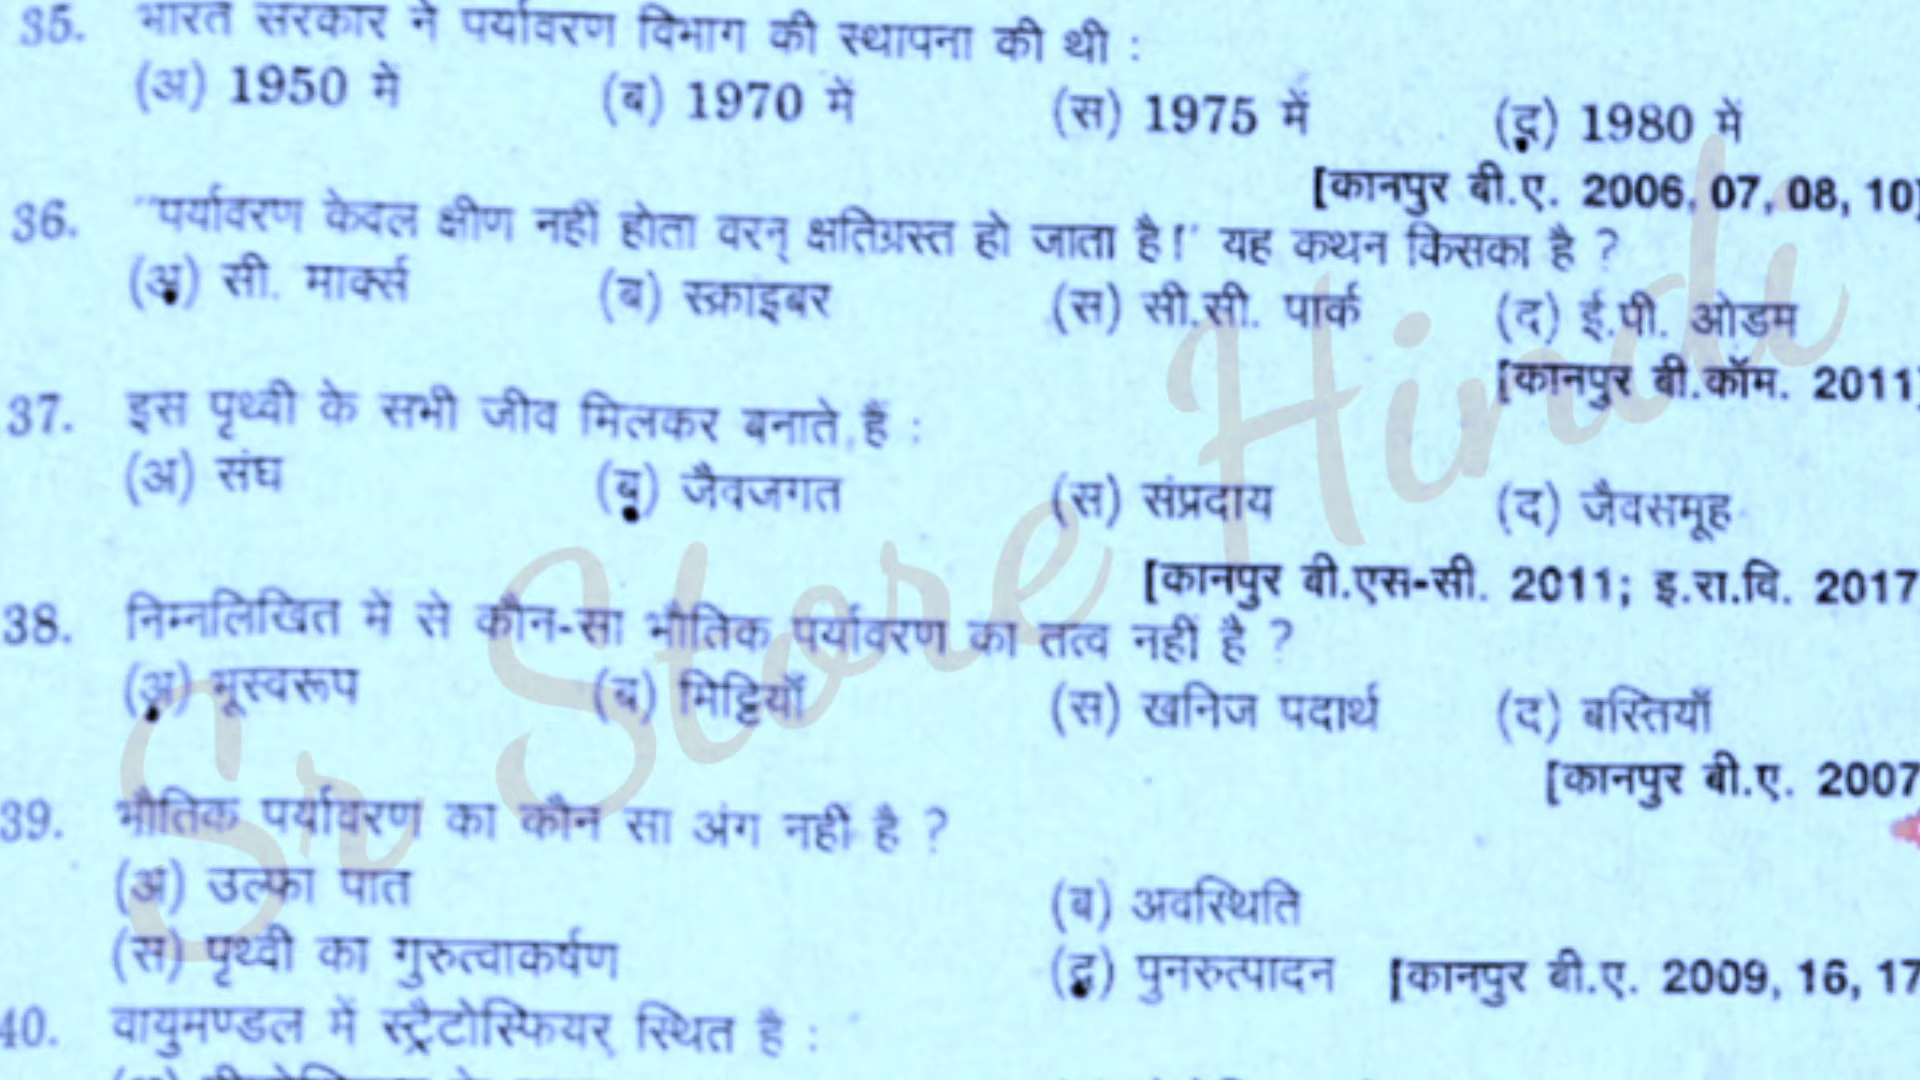 35. भारत सरकार ने पर्यावरण विभाग की स्थापना की थी :
(अ) 1950 में (ब) 1970 में (स) 1975 में (द) 1980 में
[कानपुर बी.ए. 2006, 07, 08, 10]
36. "पर्यावरण केवल क्षीण नहीं होता वरन् क्षतिग्रस्त हो जाता है।" यह कथन किसका है ?
(अ) सी. मार्क्स (ब) स्क्राइबर (स) सी.सी. पार्क (द) ई.पी. ओडम
[कानपुर बी.कॉम. 2011]
37. इस पृथ्वी के सभी जीव मिलकर बनाते हैं :
(अ) संघ (ब) जैवजगत (स) संप्रदाय (द) जैवसमूह
[कानपुर बी.एस-सी. 2011; इ.रा.वि. 2017
38. निम्नलिखित में से कौन-सा भौतिक पर्यावरण का तत्व नहीं है ?
(अ) भूस्वरूप (ब) मिट्टियाँ (स) खनिज पदार्थ (द) बस्तियाँ
[कानपुर बी.ए. 2007
39. भौतिक पर्यावरण का कौन सा अंग नहीं है ?
(अ) उल्का पात (ब) अवस्थिति
(स) पृथ्वी का गुरुत्वाकर्षण (द) पुनरुत्पादन [कानपुर बी.ए. 2009, 16, 17
40. वायुमण्डल में स्ट्रैटोस्फियर स्थित है :
Sr Store Hindi